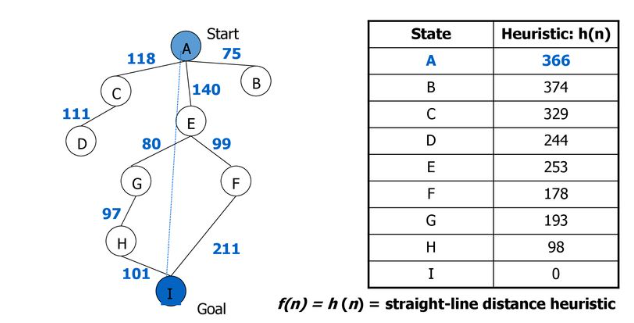 Start
A
118
75
C
B
140
111
E
D
80
99
G
F
97
H
211
101
I
Goal
State Heuristic: h(n)
A 366
B 374
C 329
D 244
E 253
F 178
G 193
H 98
I 0
f(n) = h (n) = straight-line distance heuristic